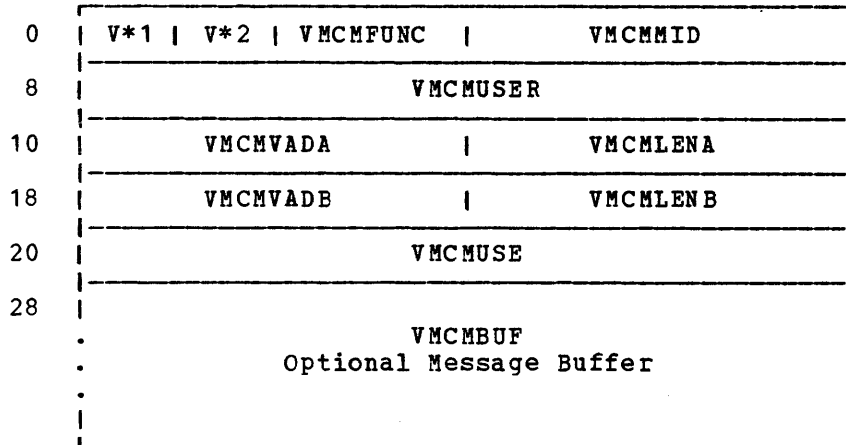 0 | V*1 | V*2 | VMCMFUNC | VMCMMID
8 | VMCMUSER
10 | VMCMVADA | VMCMLENA
18 | VMCMVADB | VMCMLENB
20 | VMCMUSE
28 |
VMCMBUF
Optional Message Buffer